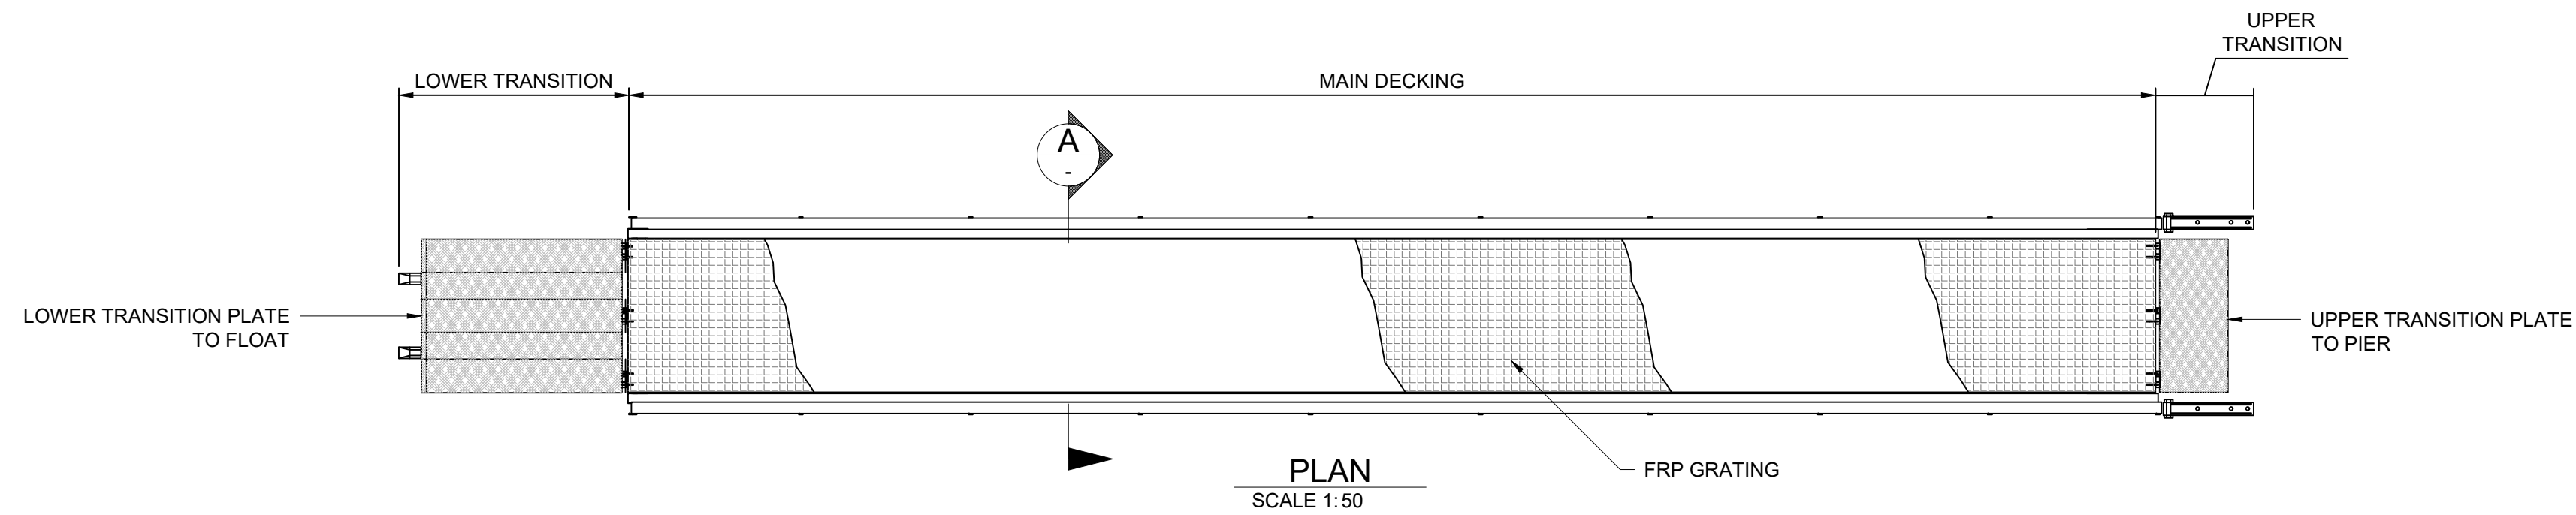 UPPER
TRANSITION
LOWER TRANSITION
MAIN DECKING
A
-
LOWER TRANSITION PLATE
TO FLOAT
UPPER TRANSITION PLATE
TO PIER
FRP GRATING
PLAN
SCALE 1:50